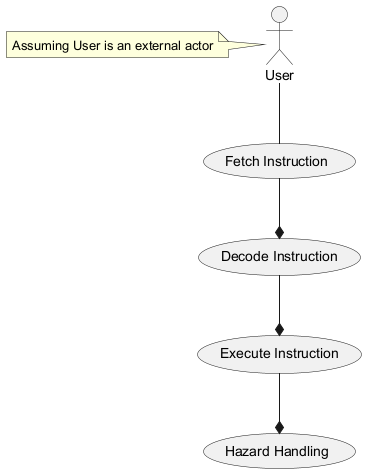 Assuming User is an external actor
User
Fetch Instruction
Decode Instruction
Execute Instruction
Hazard Handling